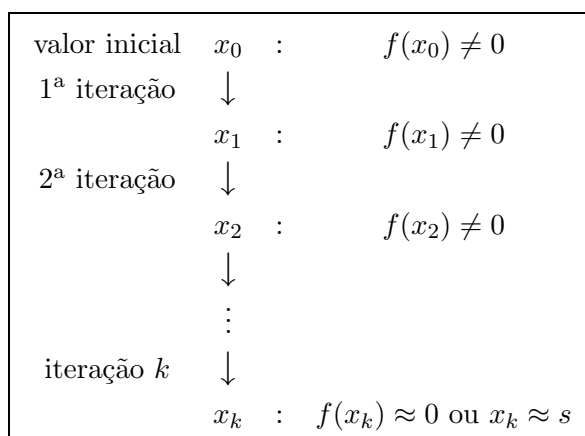 valor inicial x₀ : f(x₀) ≠ 0
1ª iteração ↓
x₁ : f(x₁) ≠ 0
2ª iteração ↓
x₂ : f(x₂) ≠ 0
↓
⋮
iteração k ↓
xₖ : f(xₖ) ≈ 0 ou xₖ ≈ s